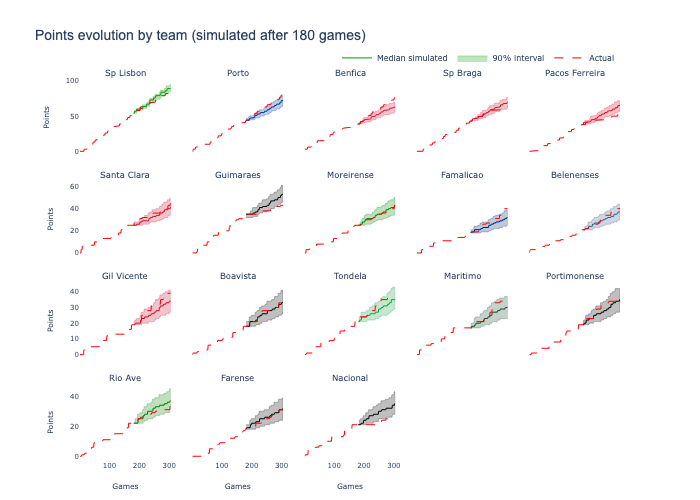 Points evolution by team (simulated after 180 games)
Median simulated 90% interval Actual
Sp Lisbon Porto Benfica Sp Braga Pacos Ferreira
100
50
0
Points
Santa Clara Guimaraes Moreirense Famalicao Belenenses
60
40
20
0
Points
Gil Vicente Boavista Tondela Maritimo Portimonense
40
30
20
10
0
Points
Rio Ave Farense Nacional
40
20
0
Points
100 200 300 100 200 300 100 200 300
Games Games Games